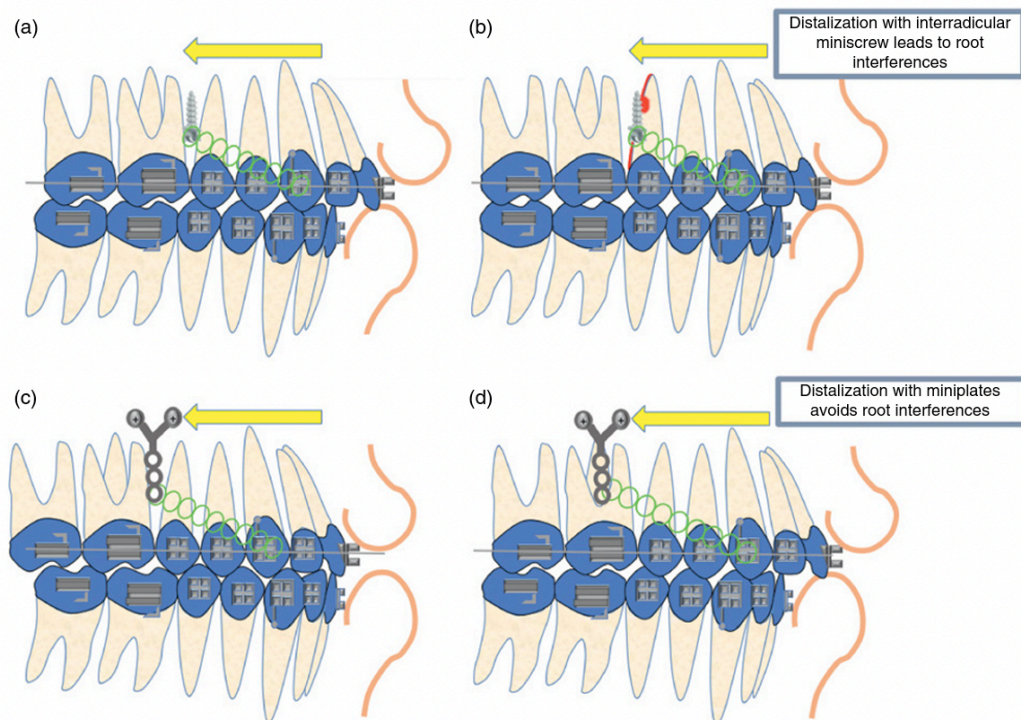 (a)
(b)
Distalization with interradicular
miniscrew leads to root
interferences
(c)
(d)
Distalization with miniplates
avoids root interferences